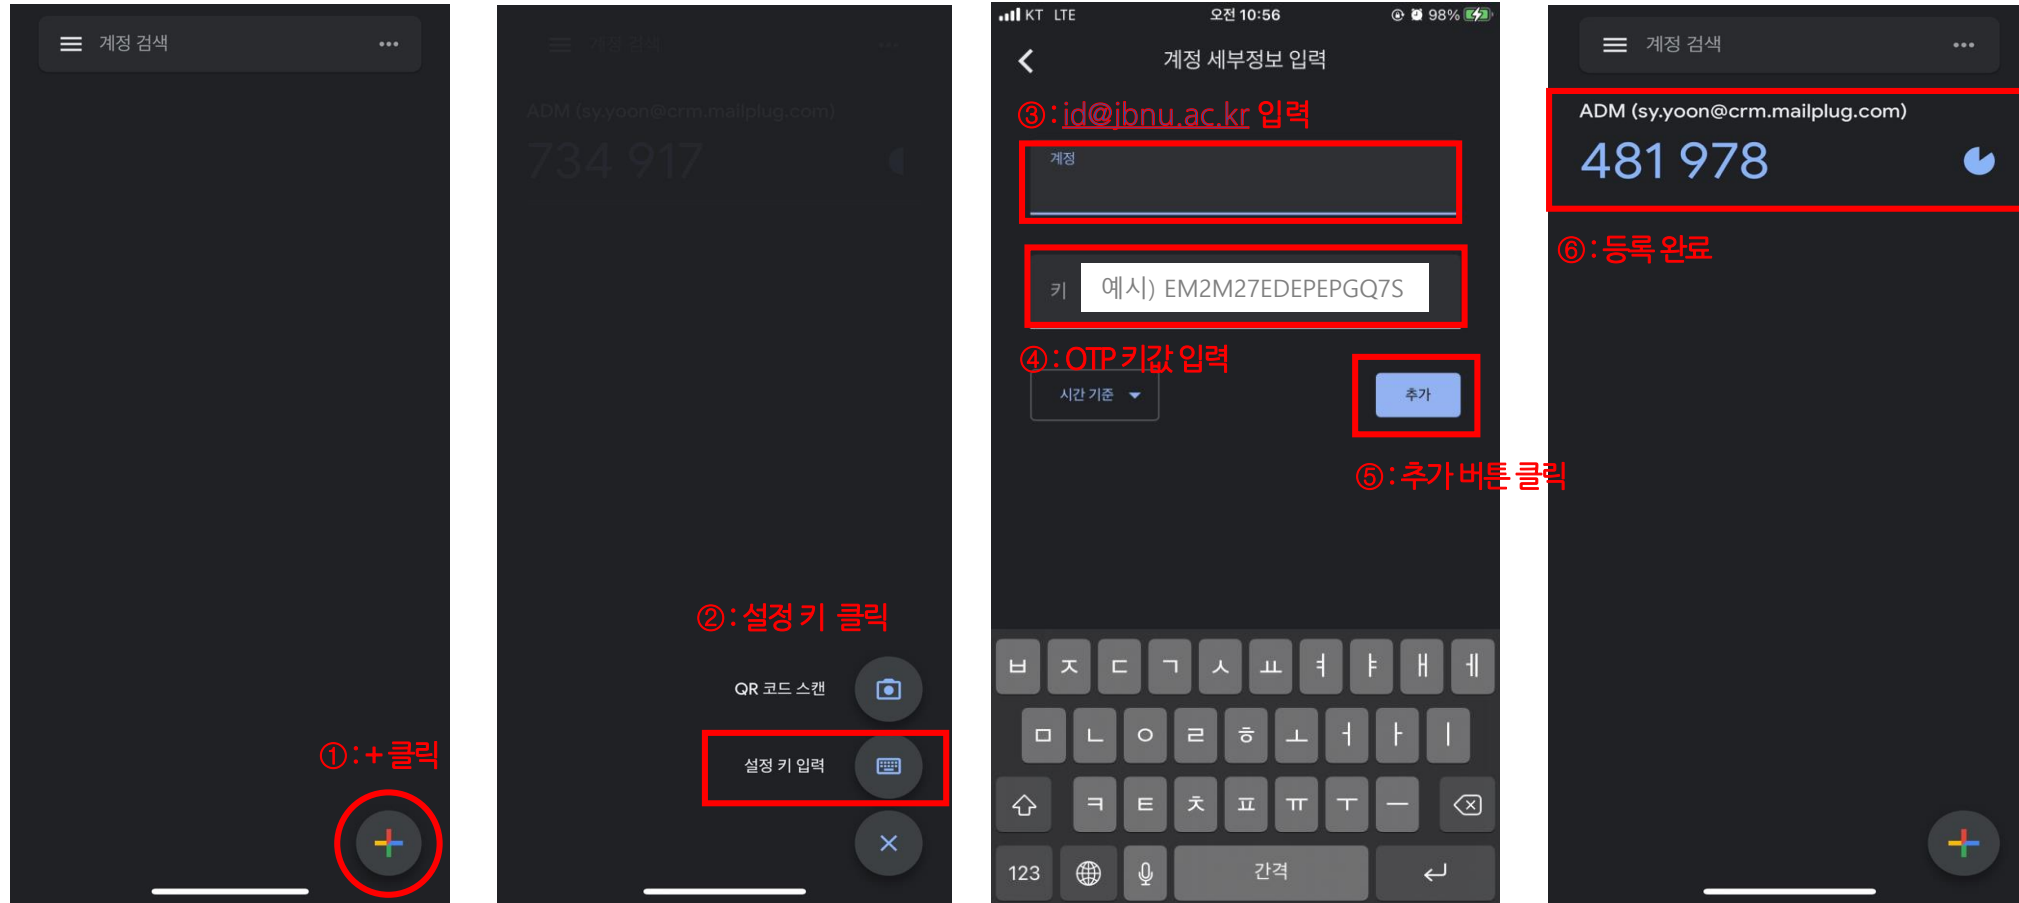 계정 검색
①: + 클릭
계정 검색
ADM (sy.yoon@crm.mailplug.com)
734 917
②: 설정 키 클릭
QR 코드 스캔
설정 키 입력
KT LTE 오전 10:56 98%
계정 세부정보 입력
③: id@jbnu.ac.kr 입력
계정
키 예시) EM2M27EDEPEPGQ7S
④: OTP 키값 입력
시간 기준
추가
⑤: 추가 버튼 클릭
ㅂ ㅈ ㄷ ㄱ ㅅ ㅛ ㅕ ㅑ ㅐ ㅔ
ㅁ ㄴ ㅇ ㄹ ㅎ ㅗ ㅓ ㅏ ㅣ
ㅋ ㅌ ㅊ ㅍ ㅠ ㅜ ㅡ
123 간격
계정 검색
ADM (sy.yoon@crm.mailplug.com)
481 978
⑥: 등록 완료